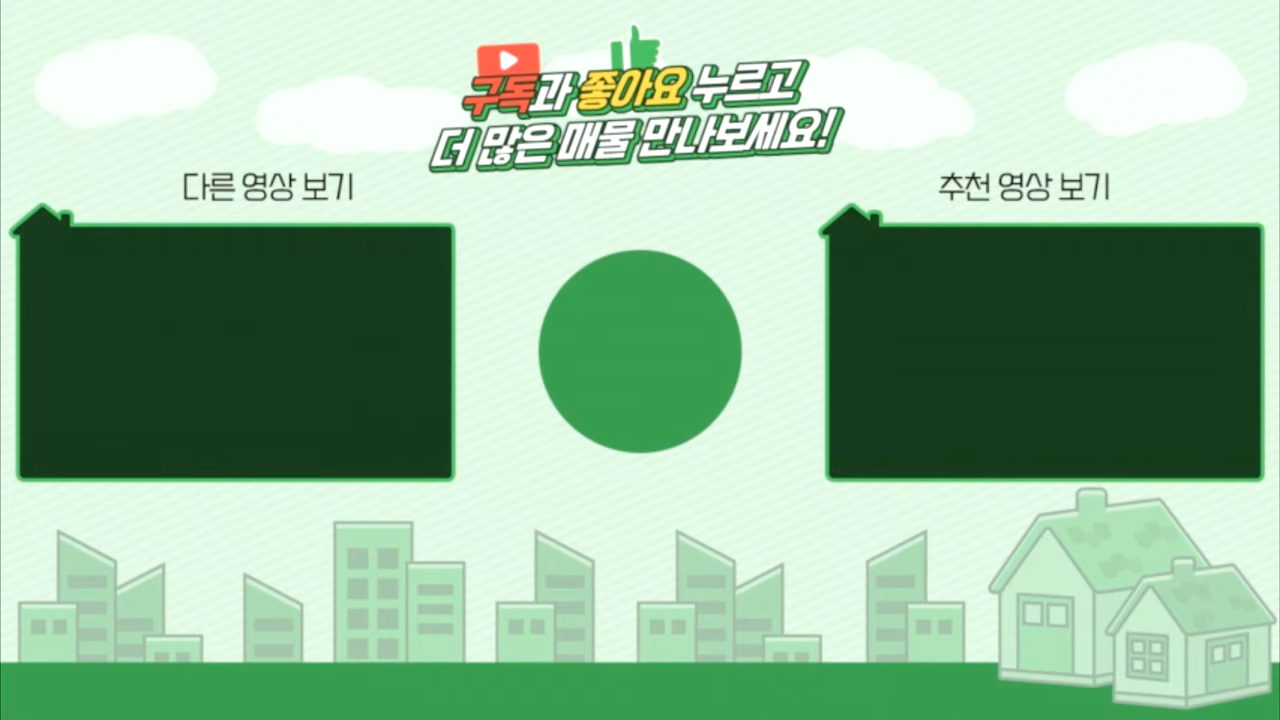 구독과 좋아요 누르고
더 많은 매물 만나보세요!
다른 영상 보기
추천 영상 보기